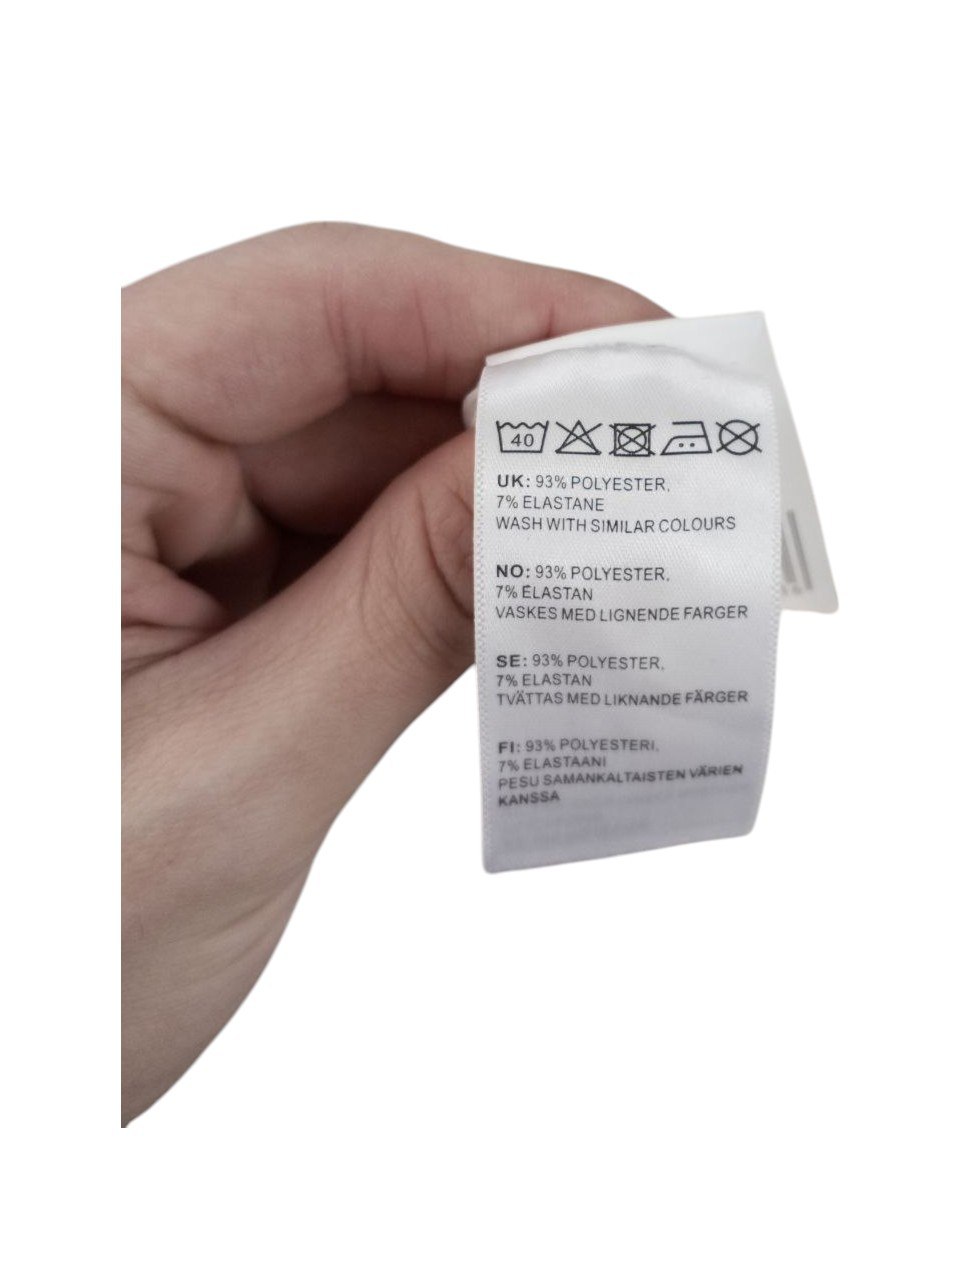 40
UK: 93% POLYESTER,
7% ELASTANE
WASH WITH SIMILAR COLOURS
NO: 93% POLYESTER,
7% ELASTAN
VASKES MED LIGNENDE FARGER
SE: 93% POLYESTER,
7% ELASTAN
TVÄTTAS MED LIKNANDE FÄRGER
FI: 93% POLYESTERI,
7% ELASTAANI
PESU SAMANKALTAISTEN VÄRIEN
KANSSA